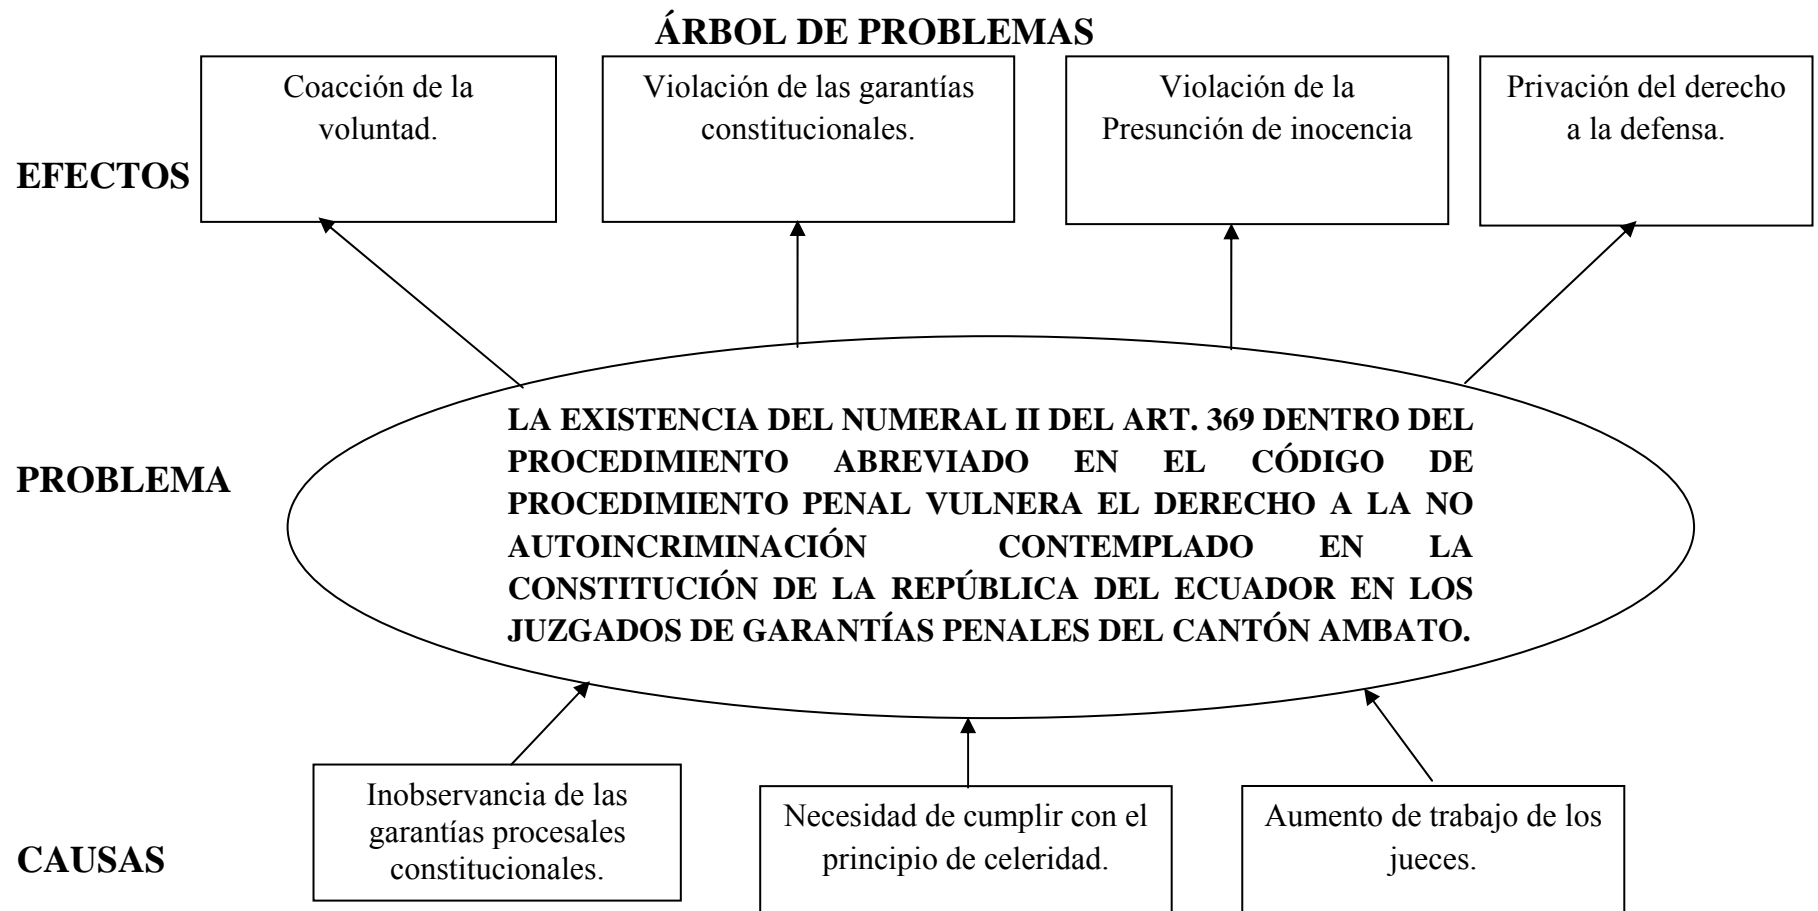 ÁRBOL DE PROBLEMAS
Coacción de la
voluntad.
Violación de las garantías
constitucionales.
Violación de la
Presunción de inocencia
Privación del derecho
a la defensa.
EFECTOS
LA EXISTENCIA DEL NUMERAL II DEL ART. 369 DENTRO DEL
PROCEDIMIENTO ABREVIADO EN EL CÓDIGO DE
PROCEDIMIENTO PENAL VULNERA EL DERECHO A LA NO
AUTOINCRIMINACIÓN CONTEMPLADO EN LA
CONSTITUCIÓN DE LA REPÚBLICA DEL ECUADOR EN LOS
JUZGADOS DE GARANTÍAS PENALES DEL CANTÓN AMBATO.
PROBLEMA
Inobservancia de las
garantías procesales
constitucionales.
Necesidad de cumplir con el
principio de celeridad.
Aumento de trabajo de los
jueces.
CAUSAS